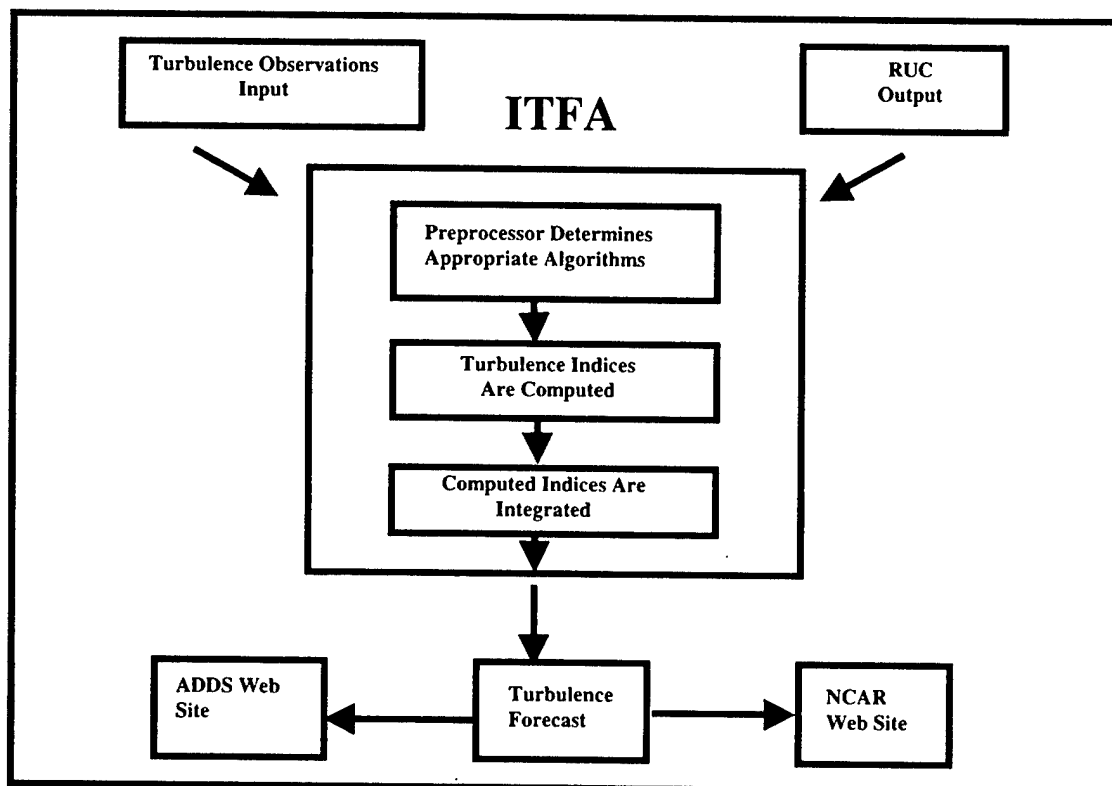 Turbulence Observations
Input
RUC
Output
ITFA
Preprocessor Determines
Appropriate Algorithms
Turbulence Indices
Are Computed
Computed Indices Are
Integrated
ADDS Web
Site
Turbulence
Forecast
NCAR
Web Site